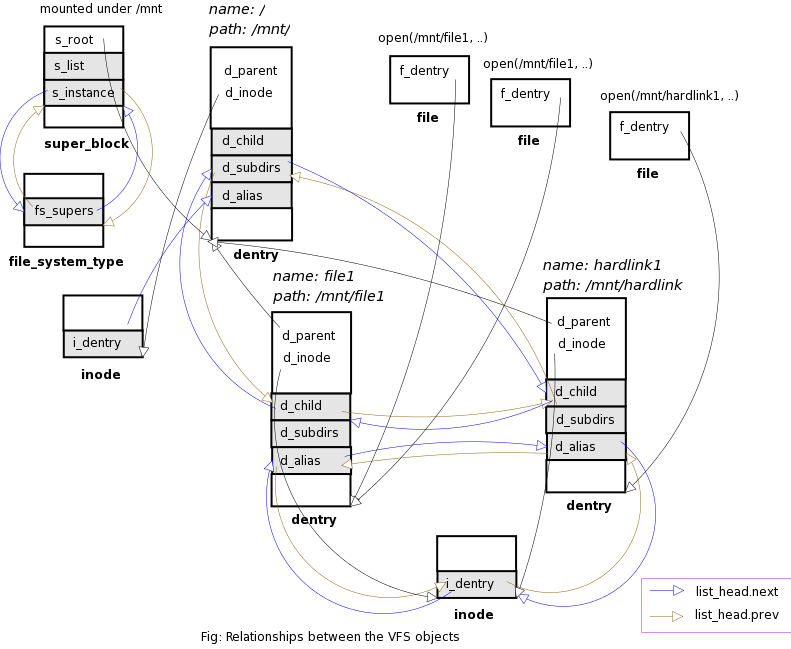 mounted under /mnt
s_root
s_list
s_instance
super_block
fs_supers
file_system_type
i_dentry
inode
name: /
path: /mnt/
d_parent
d_inode
d_child
d_subdirs
d_alias
dentry
open(/mnt/file1, ..)
f_dentry
file
open(/mnt/file1, ..)
f_dentry
file
open(/mnt/hardlink1, ..)
f_dentry
file
name: file1
path: /mnt/file1
d_parent
d_inode
d_child
d_subdirs
d_alias
dentry
name: hardlink1
path: /mnt/hardlink
d_parent
d_inode
d_child
d_subdirs
d_alias
dentry
i_dentry
inode
list_head.next
list_head.prev
Fig: Relationships between the VFS objects